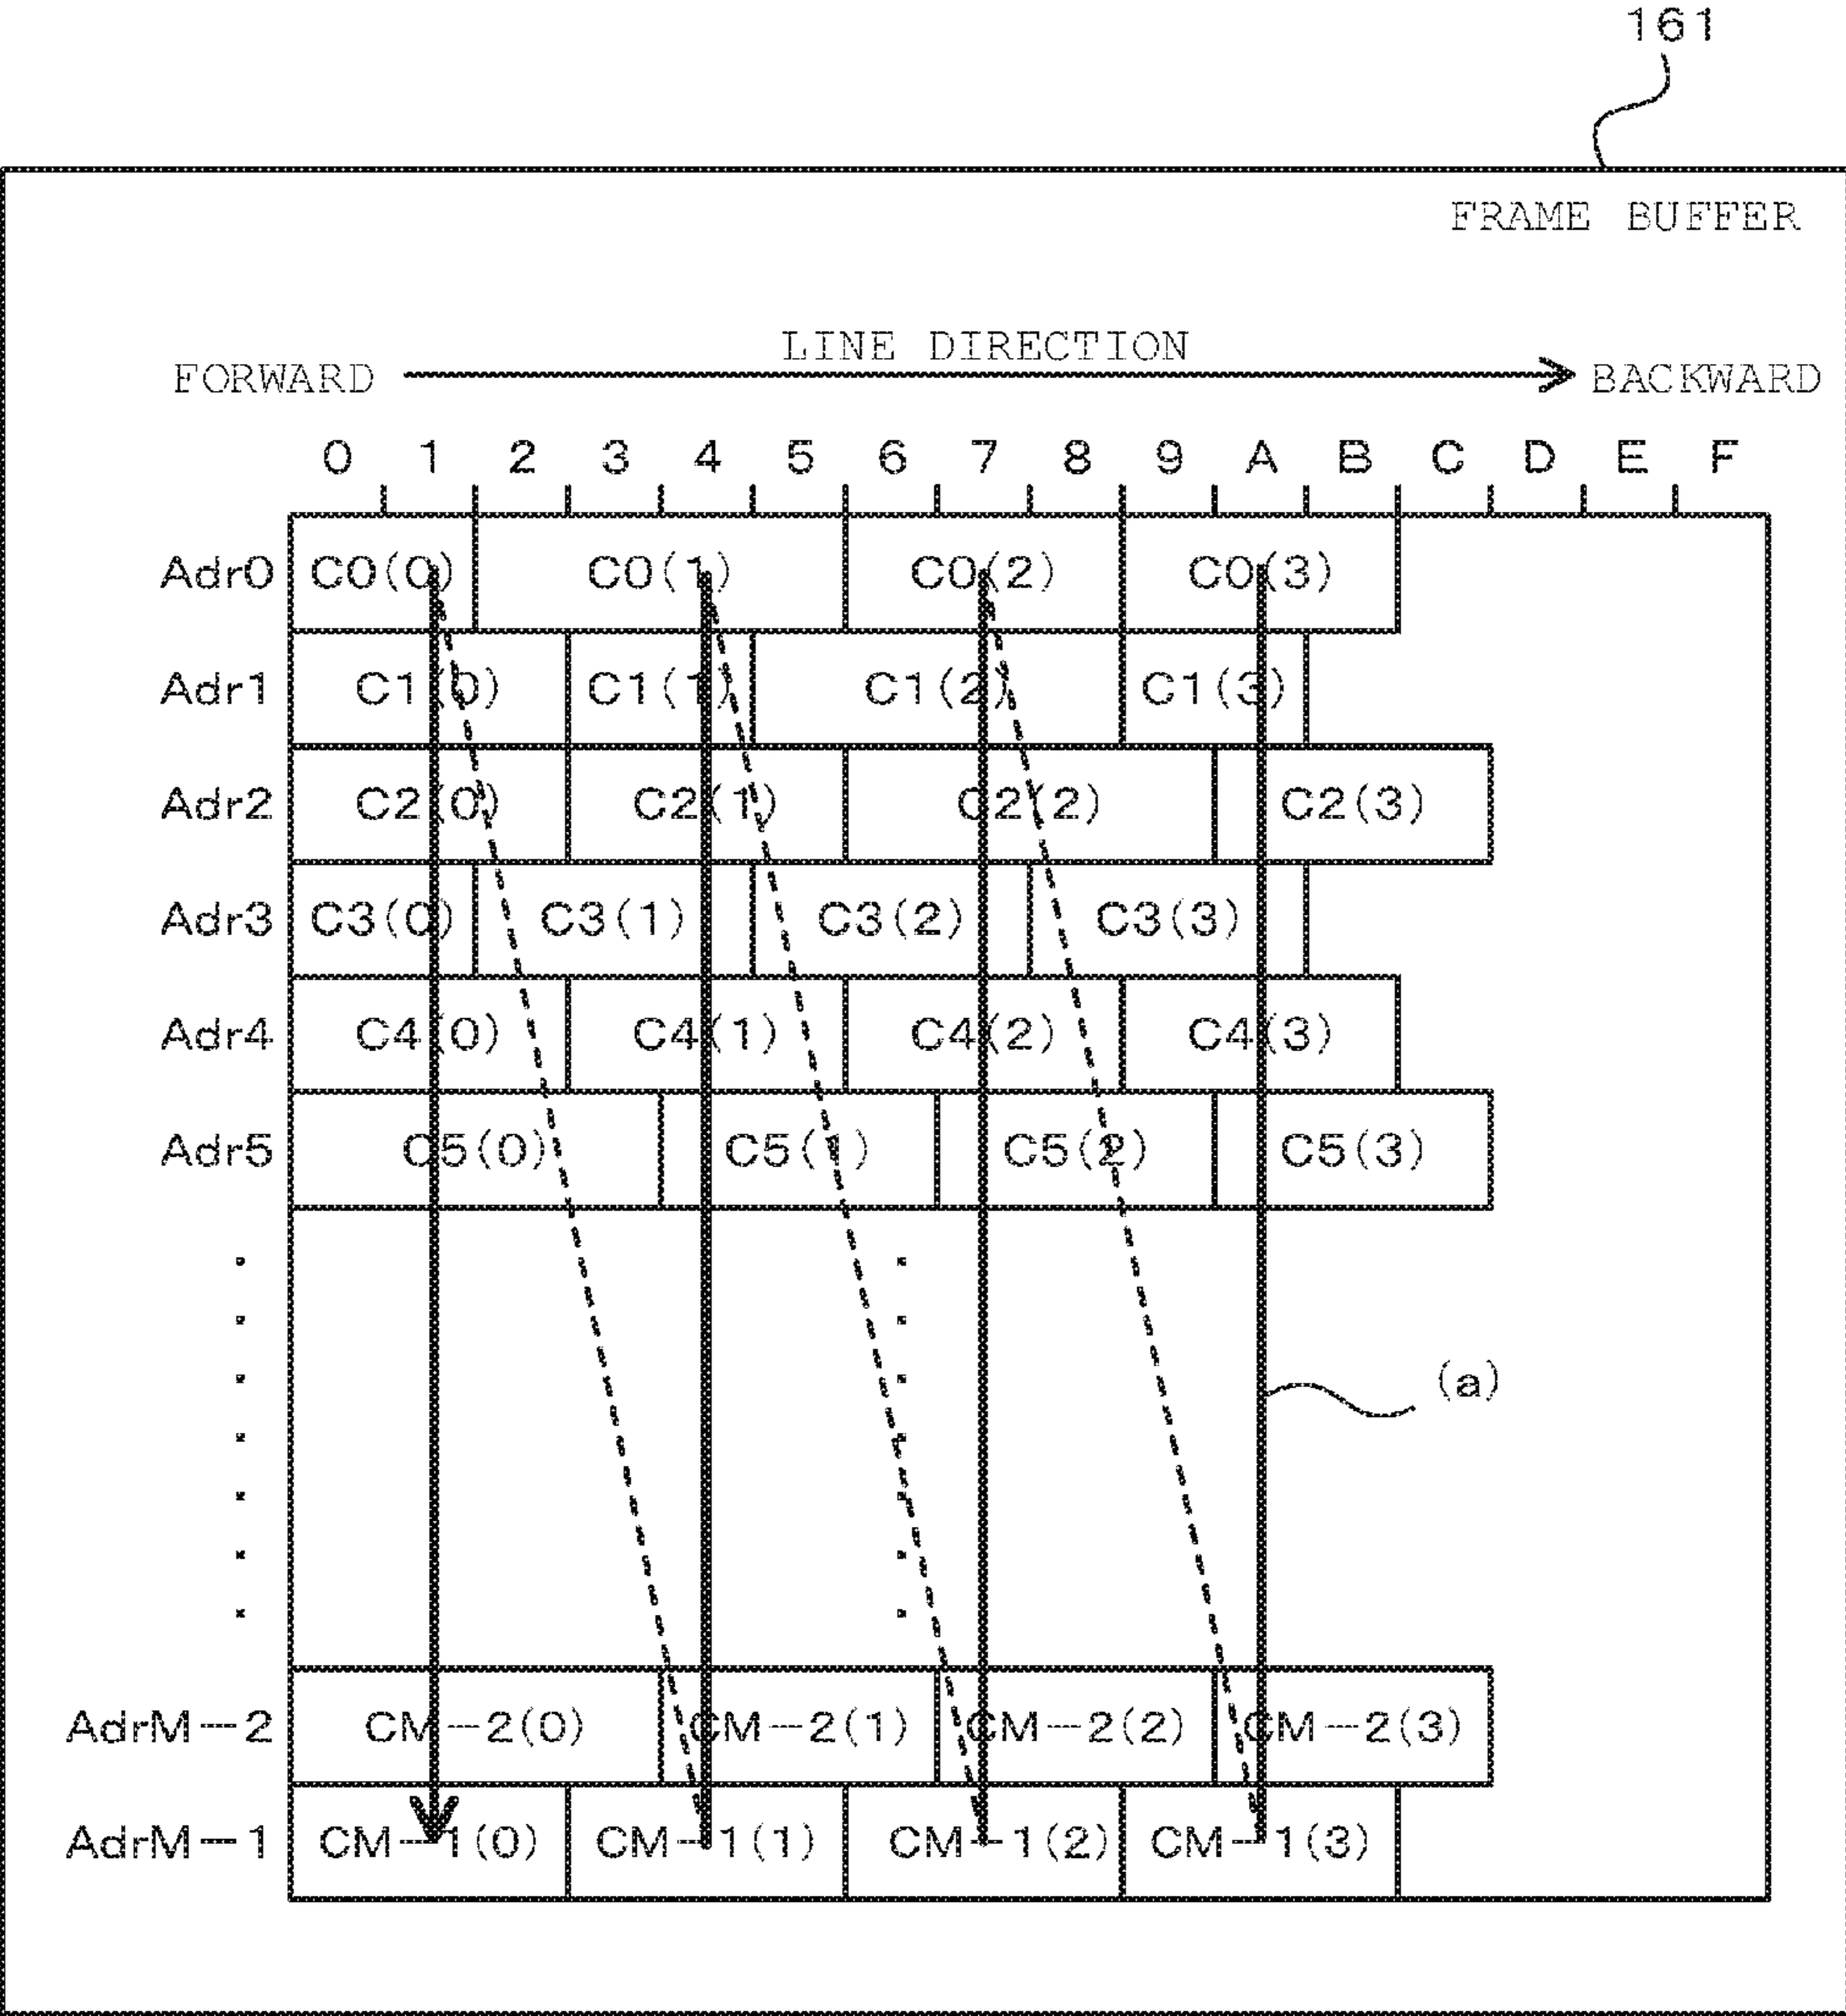 161
FRAME BUFFER
LINE DIRECTION
FORWARD BACKWARD
0 1 2 3 4 5 6 7 8 9 A B C D E F
Adr0 C0(0) C0(1) C0(2) C0(3)
Adr1 C1(0) C1(1) C1(2) C1(3)
Adr2 C2(0) C2(1) C2(2) C2(3)
Adr3 C3(0) C3(1) C3(2) C3(3)
Adr4 C4(0) C4(1) C4(2) C4(3)
Adr5 C5(0) C5(1) C5(2) C5(3)
(a)
AdrM-2 CM-2(0) CM-2(1) CM-2(2) CM-2(3)
AdrM-1 CM-1(0) CM-1(1) CM-1(2) CM-1(3)